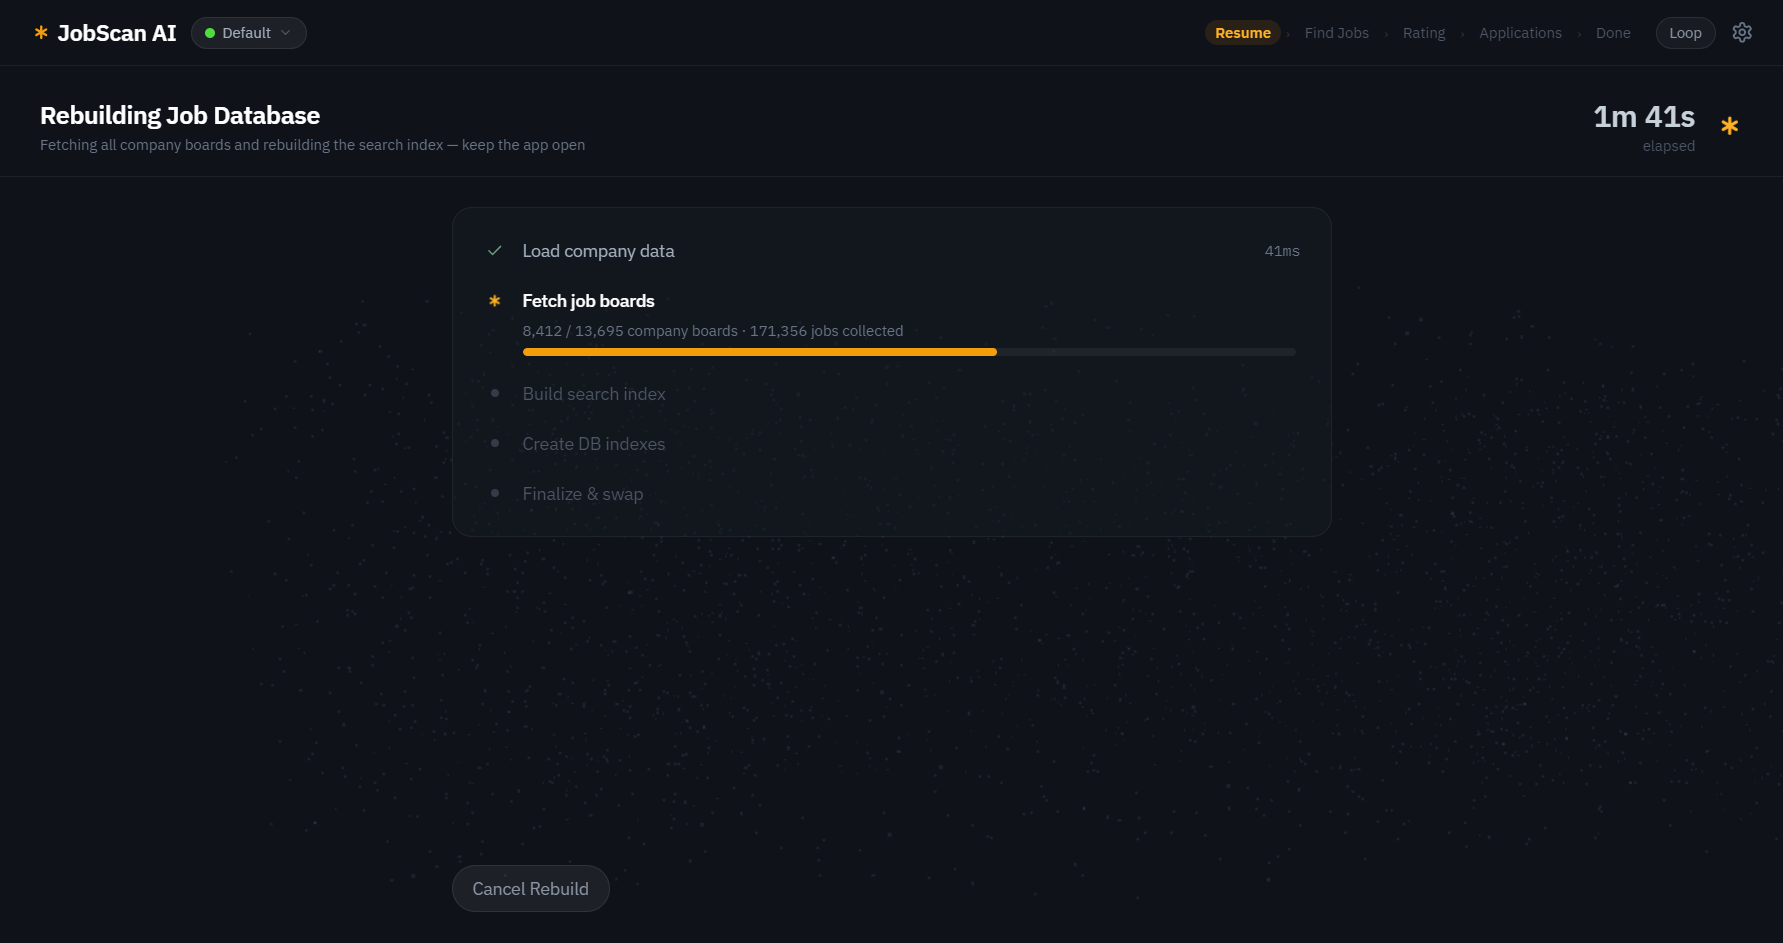 JobScan AI
Default
Resume › Find Jobs › Rating › Applications › Done
Loop
Rebuilding Job Database
Fetching all company boards and rebuilding the search index — keep the app open
1m 41s
elapsed
Load company data
41ms
Fetch job boards
8,412 / 13,695 company boards · 171,356 jobs collected
Build search index
Create DB indexes
Finalize & swap
Cancel Rebuild